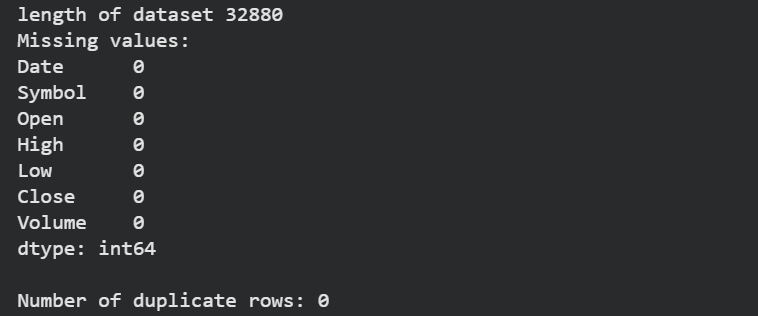 length of dataset 32880
Missing values:
Date      0
Symbol    0
Open      0
High      0
Low       0
Close     0
Volume    0
dtype: int64

Number of duplicate rows: 0